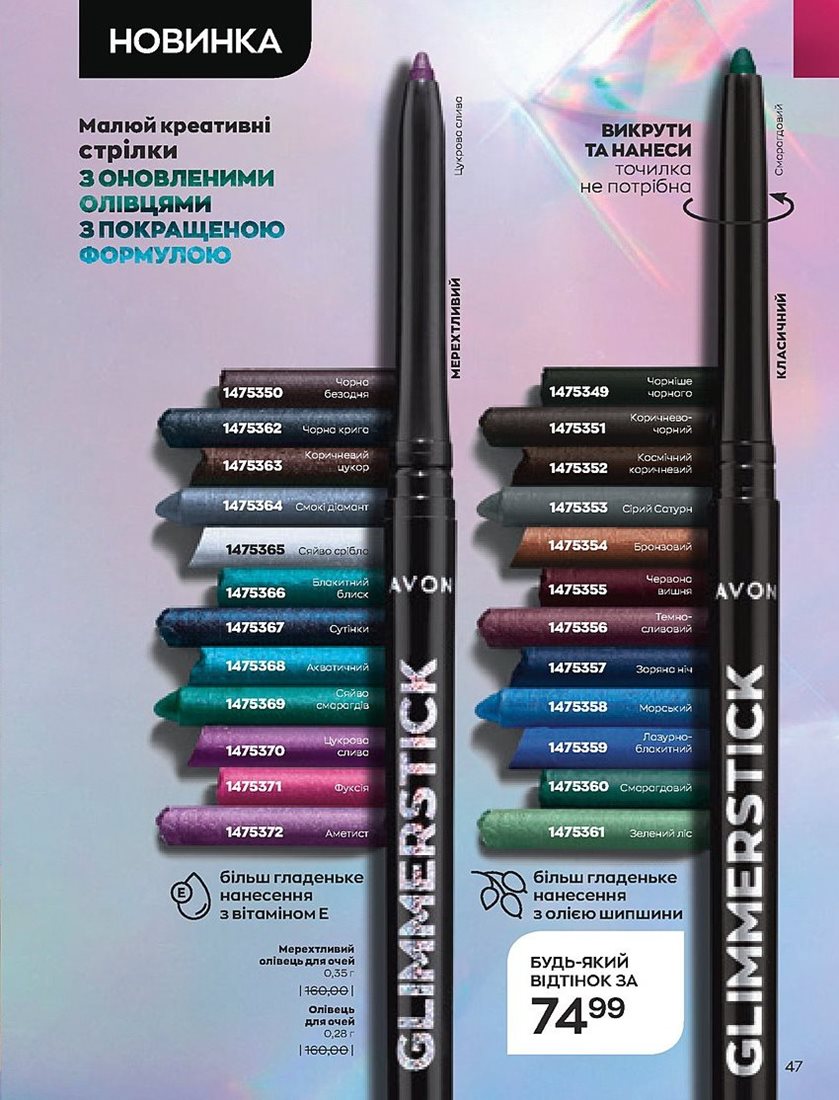 НОВИНКА
Малюй креативні
стрілки
З ОНОВЛЕНИМИ
ОЛІВЦЯМИ
З ПОКРАЩЕНОЮ
ФОРМУЛОЮ
Цукрова слива
МЕРЕХТЛИВИЙ
ВИКРУТИ
ТА НАНЕСИ
точилка
не потрібна
Смарагдовий
КЛАСИЧНИЙ
1475350 Чорна
безодня
1475362 Чорна крига
1475363 Коричневий
цукор
1475364 Смокі діамант
1475365 Сяйво срібла
1475366 Блакитний
блиск
1475367 Сутінки
1475368 Акватичний
1475369 Сяйво
смарагдів
1475370 Цукрова
слива
1475371 Фуксія
1475372 Аметист
AVON
GLIMMERSTICK
1475349 Чорніше
чорного
1475351 Коричнево-
чорний
1475352 Космічний
коричневий
1475353 Сірий Сатурн
1475354 Бронзовий
1475355 Червона
вишня
1475356 Темно-
сливовий
1475357 Зоряна ніч
1475358 Морський
1475359 Лазурно-
блакитний
1475360 Смарагдовий
1475361 Зелений ліс
AVON
GLIMMERSTICK
E
більш гладеньке
нанесення
з вітаміном Е
більш гладеньке
нанесення
з олією шипшини
Мерехтливий
олівець для очей
0,35 г
| 160,00 |
Олівець
для очей
0,28 г
| 160,00 |
БУДЬ-ЯКИЙ
ВІДТІНОК ЗА
74 99
47